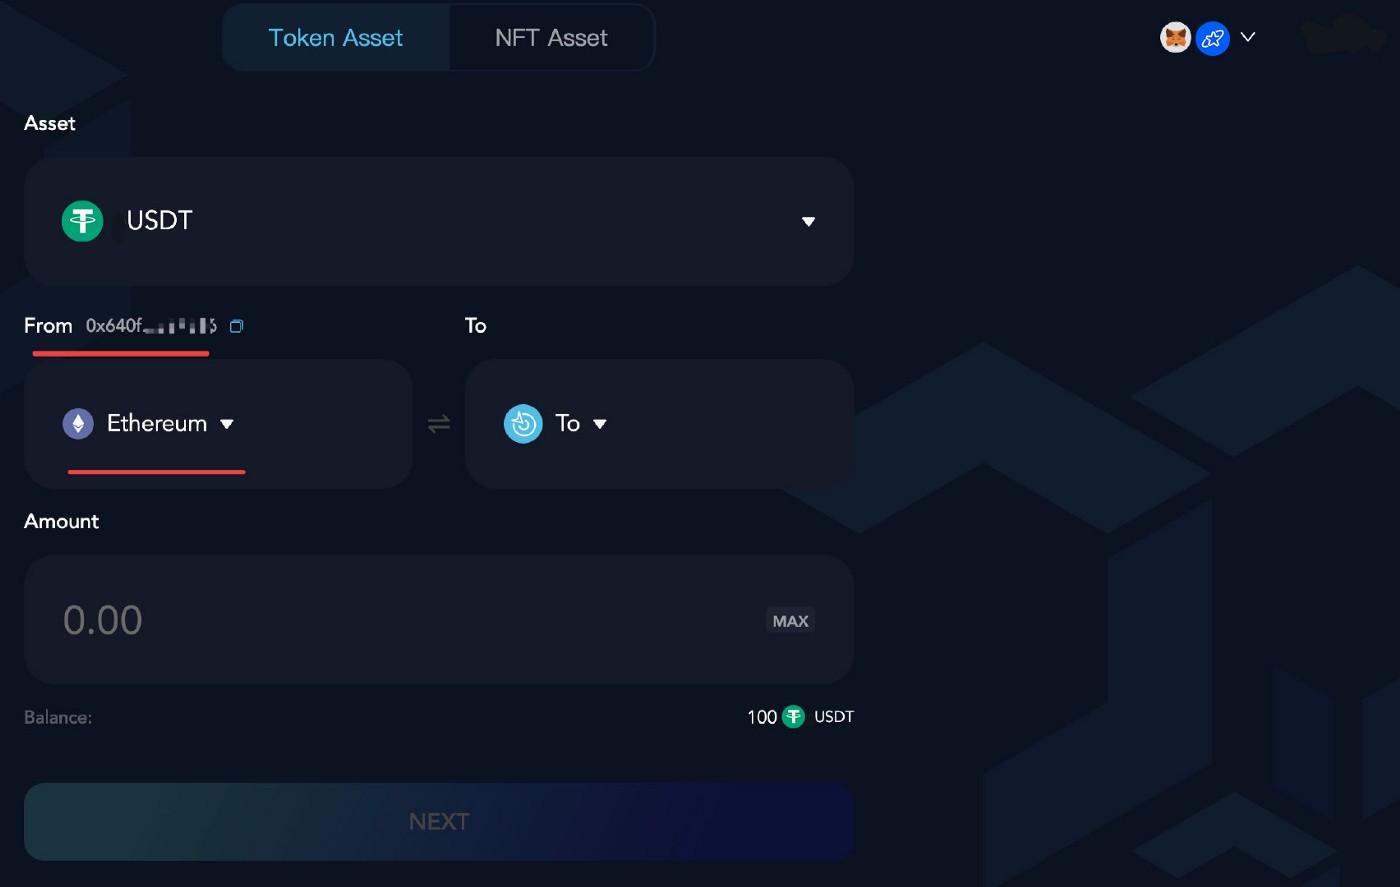 Token Asset NFT Asset
Asset
USDT
From 0x640f To
Ethereum To
Amount
0.00 MAX
Balance: 100 USDT
NEXT